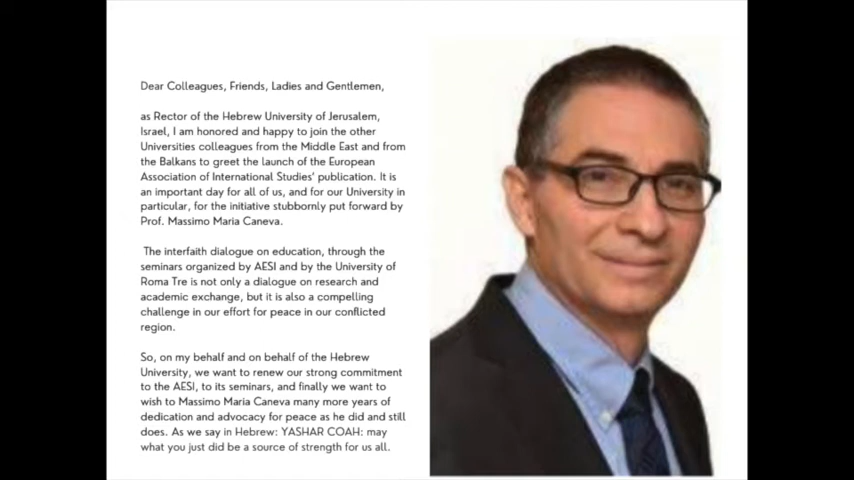 Dear Colleagues, Friends, Ladies and Gentlemen,
as Rector of the Hebrew University of Jerusalem,
Israel, I am honored and happy to join the other
Universities colleagues from the Middle East and from
the Balkans to greet the launch of the European
Association of International Studies' publication. It is
an important day for all of us, and for our University in
particular, for the initiative stubbornly put forward by
Prof. Massimo Maria Caneva.
The interfaith dialogue on education, through the
seminars organized by AESI and by the University of
Roma Tre is not only a dialogue on research and
academic exchange, but it is also a compelling
challenge in our effort for peace in our conflicted
region.
So, on my behalf and on behalf of the Hebrew
University, we want to renew our strong commitment
to the AESI, to its seminars, and finally we want to
wish to Massimo Maria Caneva many more years of
dedication and advocacy for peace as he did and still
does. As we say in Hebrew: YASHAR COAH: may
what you just did be a source of strength for us all.